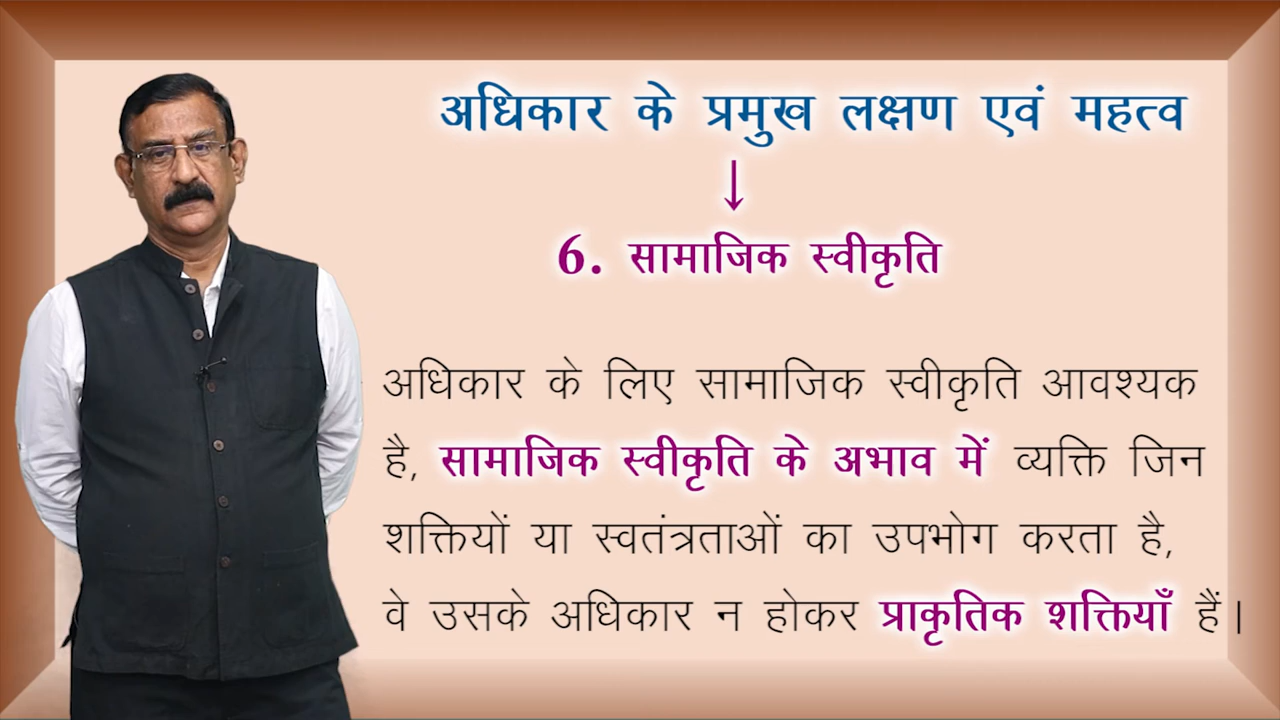 अधिकार के प्रमुख लक्षण एवं महत्व
↓
6. सामाजिक स्वीकृति
अधिकार के लिए सामाजिक स्वीकृति आवश्यक
है, सामाजिक स्वीकृति के अभाव में व्यक्ति जिन
शक्तियों या स्वतंत्रताओं का उपभोग करता है,
वे उसके अधिकार न होकर प्राकृतिक शक्तियाँ हैं।